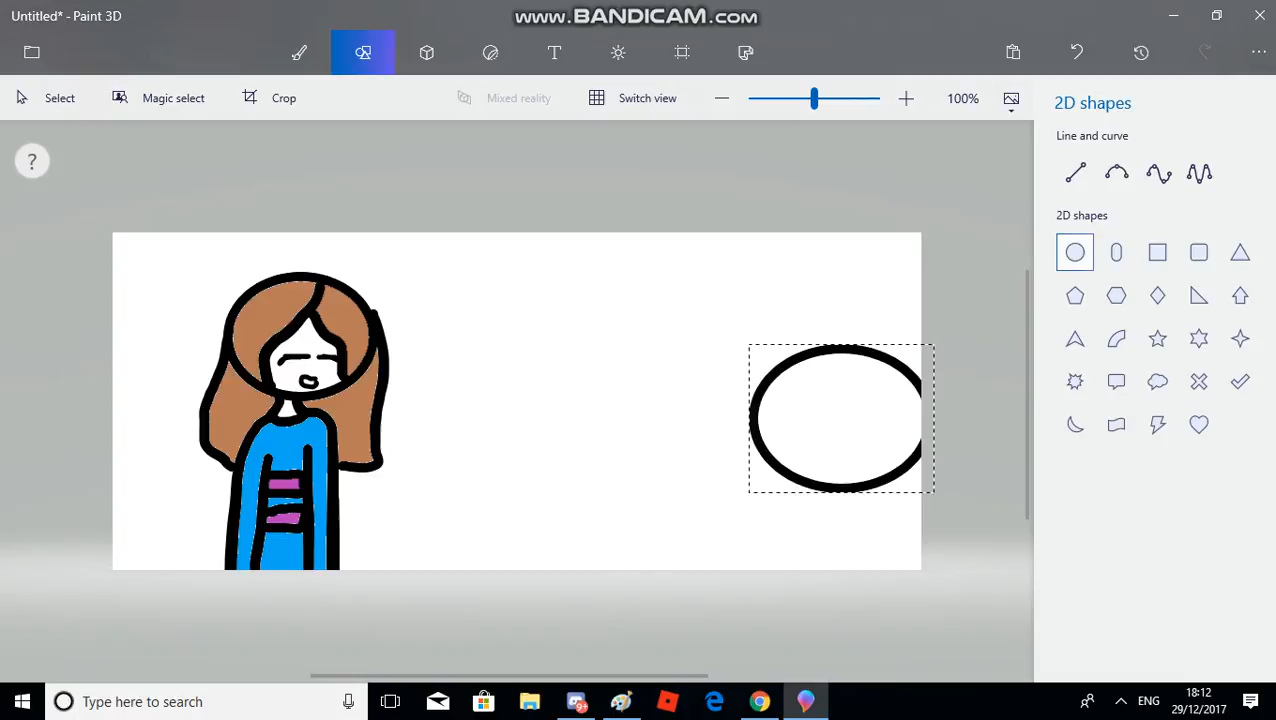 Untitled* - Paint 3D
www.BANDICAM.com
Select
Magic select
Crop
Mixed reality
Switch view
100%
2D shapes
Line and curve
2D shapes
?
Type here to search
9+
ENG
18:12
29/12/2017